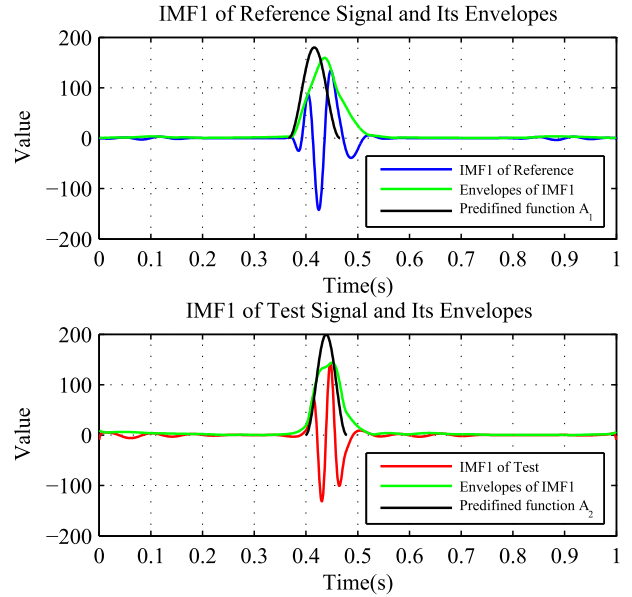 IMF1 of Reference Signal and Its Envelopes
200
100
0
−100
−200
Value
IMF1 of Reference
Envelopes of IMF1
Predifined function A1
0 0.1 0.2 0.3 0.4 0.5 0.6 0.7 0.8 0.9 1
Time(s)
IMF1 of Test Signal and Its Envelopes
200
100
0
−100
−200
Value
IMF1 of Test
Envelopes of IMF1
Predifined function A2
0 0.1 0.2 0.3 0.4 0.5 0.6 0.7 0.8 0.9 1
Time(s)